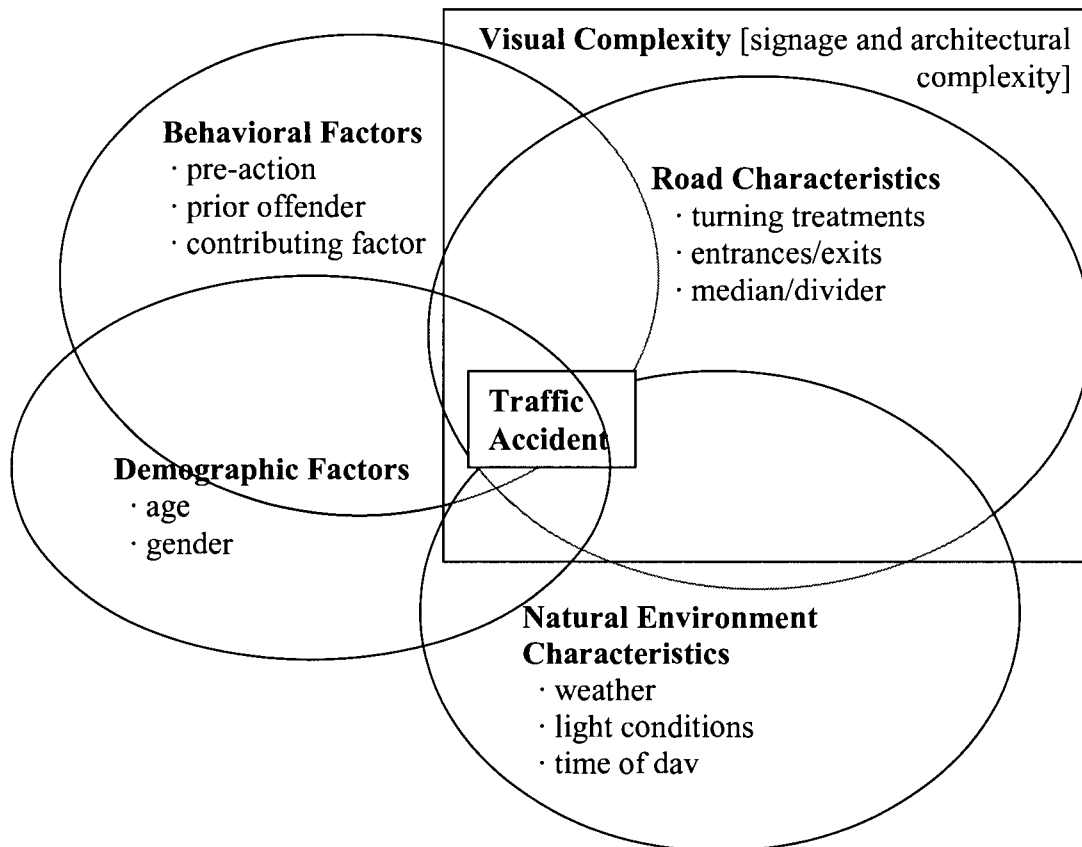 Visual Complexity [signage and architectural
complexity]
Behavioral Factors
· pre-action
· prior offender
· contributing factor
Road Characteristics
· turning treatments
· entrances/exits
· median/divider
Traffic
Accident
Demographic Factors
· age
· gender
Natural Environment
Characteristics
· weather
· light conditions
· time of dav